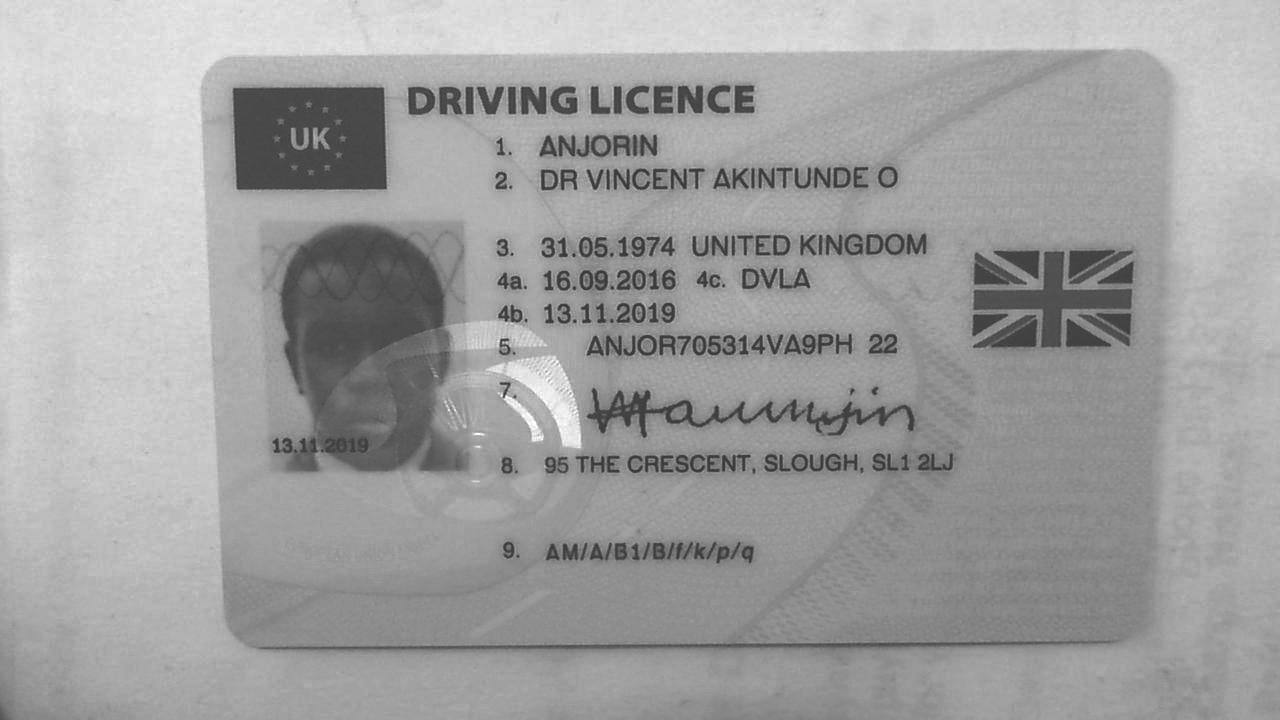 UK
DRIVING LICENCE
1. ANJORIN
2. DR VINCENT AKINTUNDE O
3. 31.05.1974 UNITED KINGDOM
4a. 16.09.2016 4c. DVLA
4b. 13.11.2019
5. ANJOR705314VA9PH 22
7.
13.11.2019
8. 95 THE CRESCENT, SLOUGH, SL1 2LJ
9. AM/A/B1/B/f/k/p/q